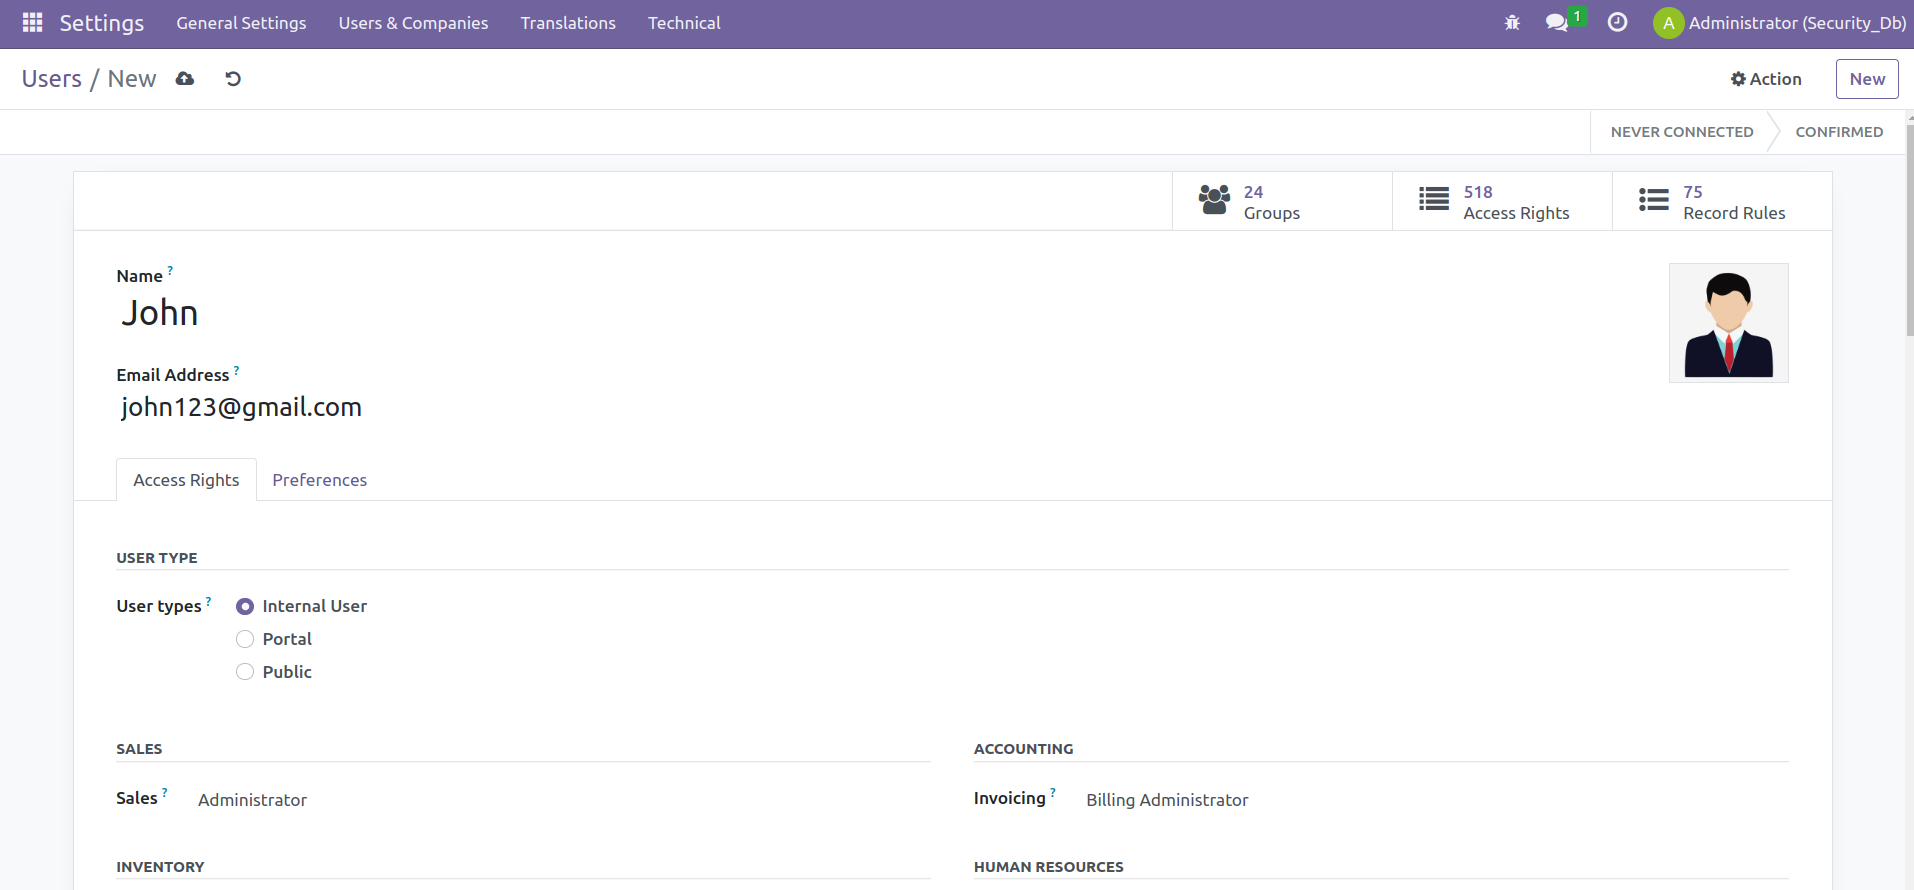 Settings General Settings Users & Companies Translations Technical 1 A Administrator (Security_Db)
Users / New Action New
NEVER CONNECTED CONFIRMED
24 Groups
518 Access Rights
75 Record Rules
Name ?
John
Email Address ?
john123@gmail.com
Access Rights Preferences
USER TYPE
User types ? Internal User
Portal
Public
SALES
Sales ? Administrator
ACCOUNTING
Invoicing ? Billing Administrator
INVENTORY
HUMAN RESOURCES